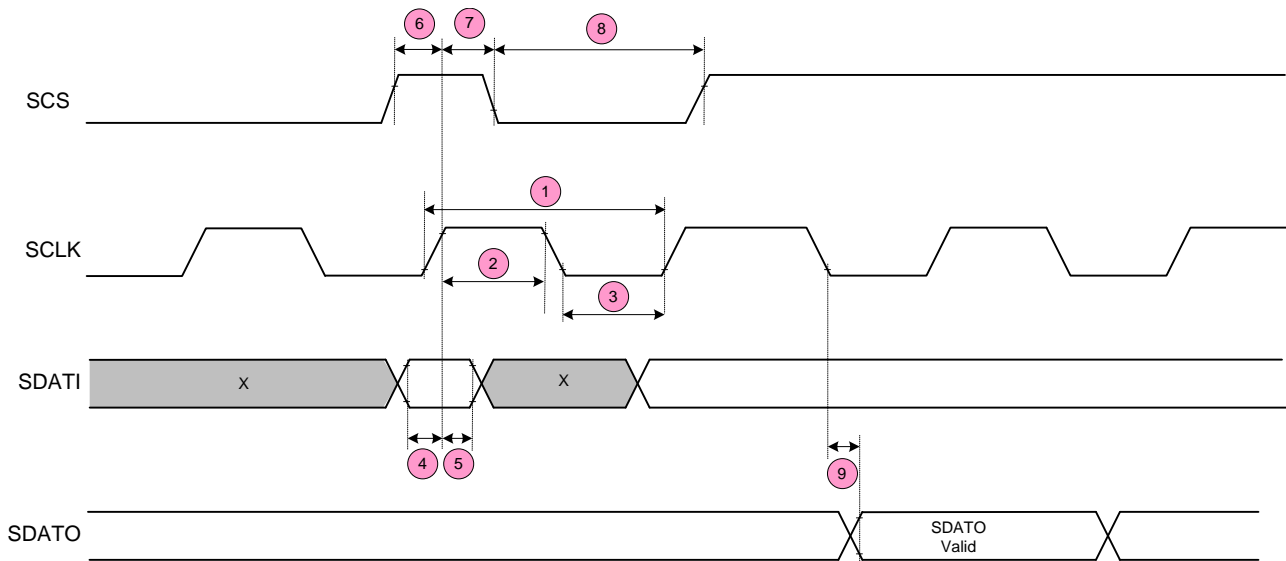 6 7 8
SCS
1
SCLK
2
3
SDATI X X
4 5
9
SDATO
SDATO
Valid